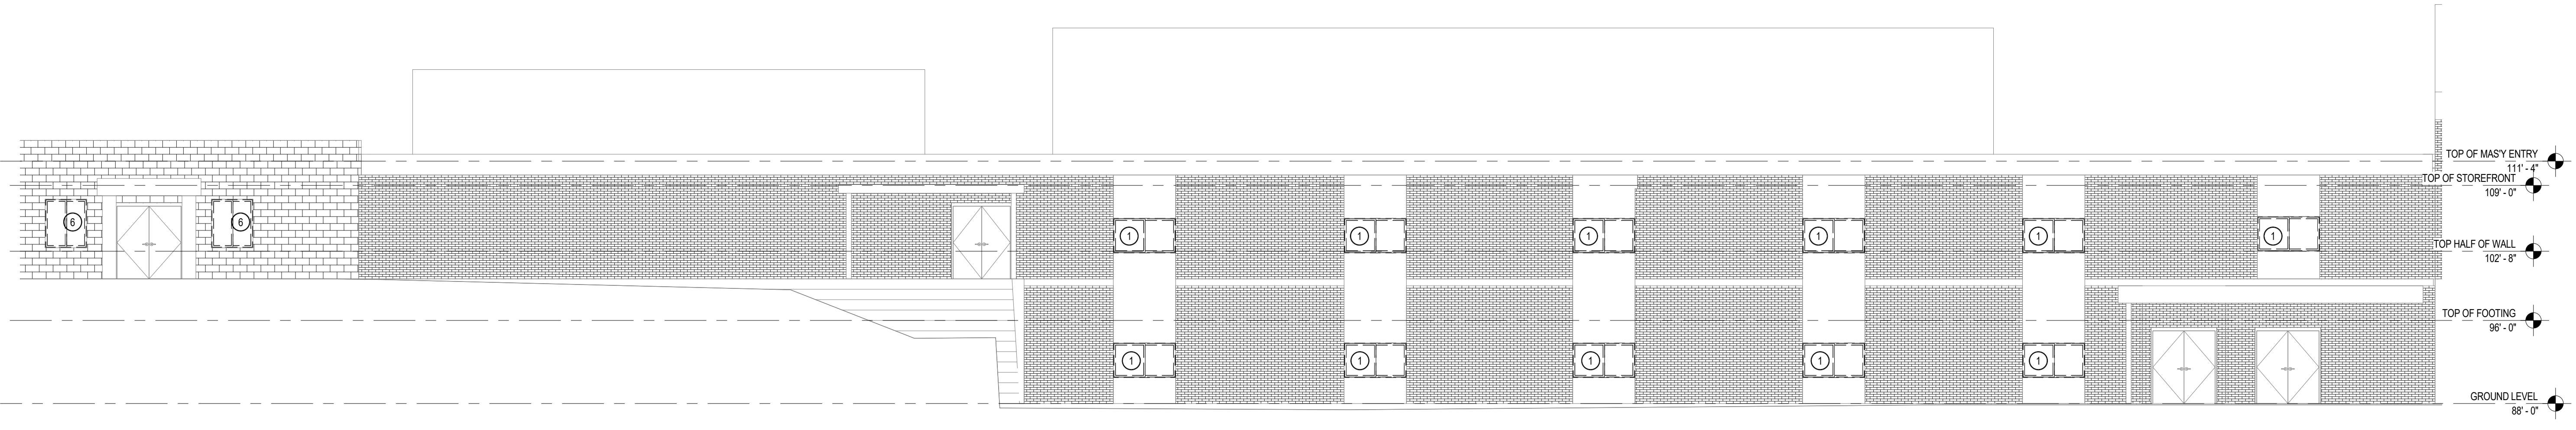 TOP OF MAS'Y ENTRY
111' - 4"
TOP OF STOREFRONT
109' - 0"
6
6
1
1
1
1
1
1
TOP HALF OF WALL
102' - 8"
TOP OF FOOTING
96' - 0"
1
1
1
1
1
GROUND LEVEL
88' - 0"